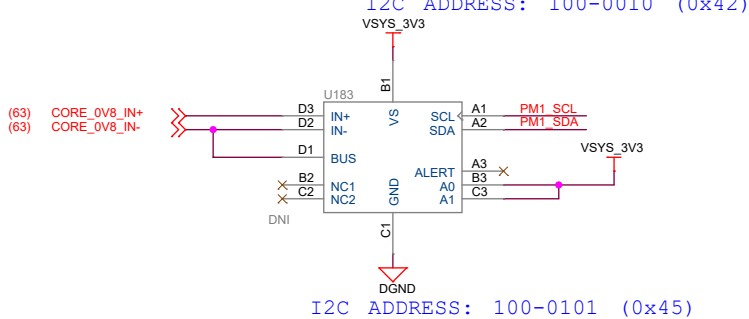 I2C ADDRESS: 100-0010 (0x42)
VSYS_3V3
B1
U183
(63) CORE_0V8_IN+ D3 IN+ VS SCL A1 PM1_SCL
(63) CORE_0V8_IN- D2 IN- SDA A2 PM1_SDA
D1 BUS VSYS_3V3
ALERT A3
B2 NC1 A0 B3
C2 NC2 GND A1 C3
DNI
C1
DGND
I2C ADDRESS: 100-0101 (0x45)